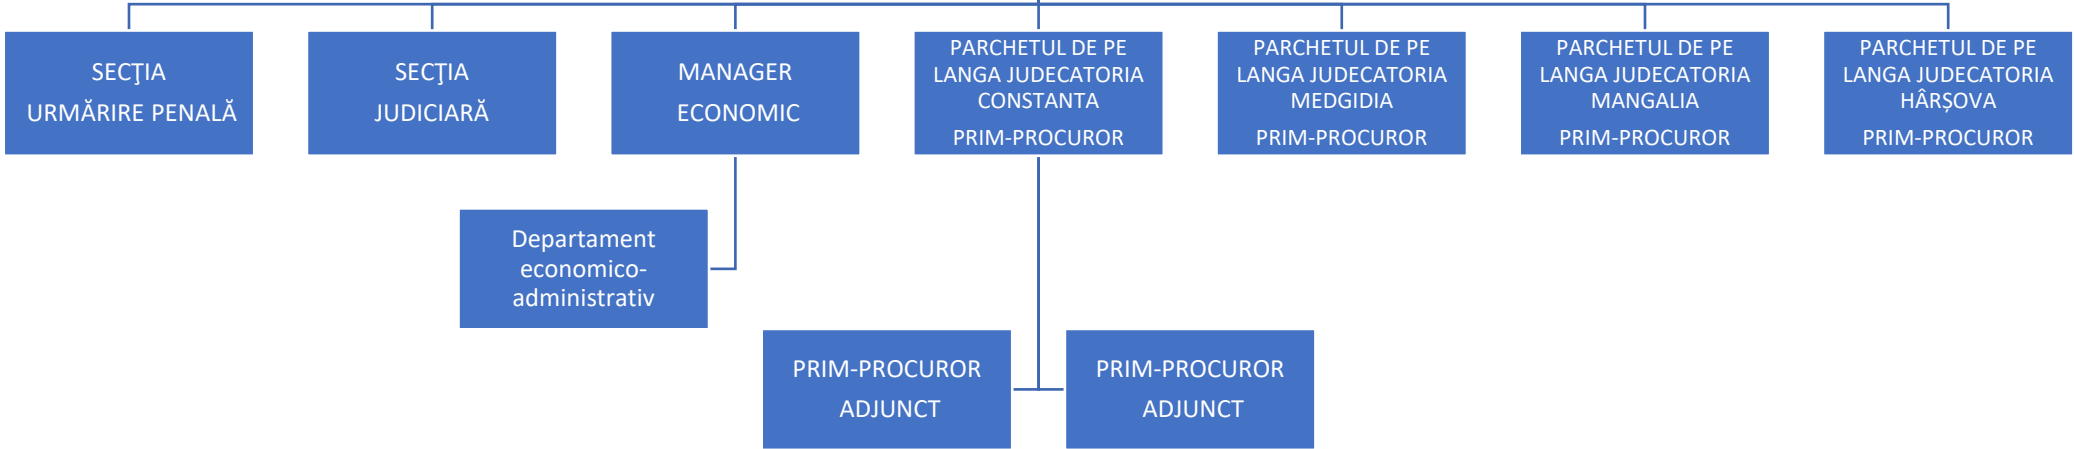 SECŢIA
URMĂRIRE PENALĂ
SECŢIA
JUDICIARĂ
MANAGER
ECONOMIC
PARCHETUL DE PE
LANGA JUDECATORIA
CONSTANTA
PRIM-PROCUROR
PARCHETUL DE PE
LANGA JUDECATORIA
MEDGIDIA
PRIM-PROCUROR
PARCHETUL DE PE
LANGA JUDECATORIA
MANGALIA
PRIM-PROCUROR
PARCHETUL DE PE
LANGA JUDECATORIA
HÂRȘOVA
PRIM-PROCUROR
Departament
economico-
administrativ
PRIM-PROCUROR
ADJUNCT
PRIM-PROCUROR
ADJUNCT